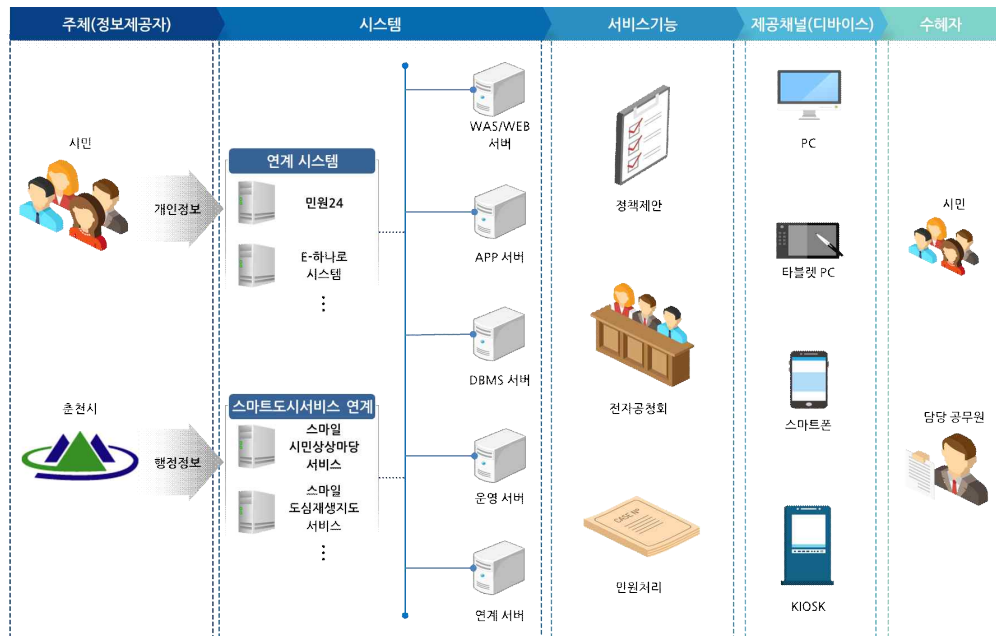 주체(정보제공자)
시스템
서비스기능
제공채널(디바이스)
수혜자
시민
개인정보
춘천시
행정정보
연계 시스템
민원24
E-하나로
시스템
스마트도시서비스 연계
스마일
시민상상마당
서비스
스마일
도심재생지도
서비스
WAS/WEB
서버
APP 서버
DBMS 서버
운영 서버
연계 서버
정책제안
전자공청회
CASE Nº
민원처리
PC
타블렛 PC
스마트폰
KIOSK
시민
담당 공무원